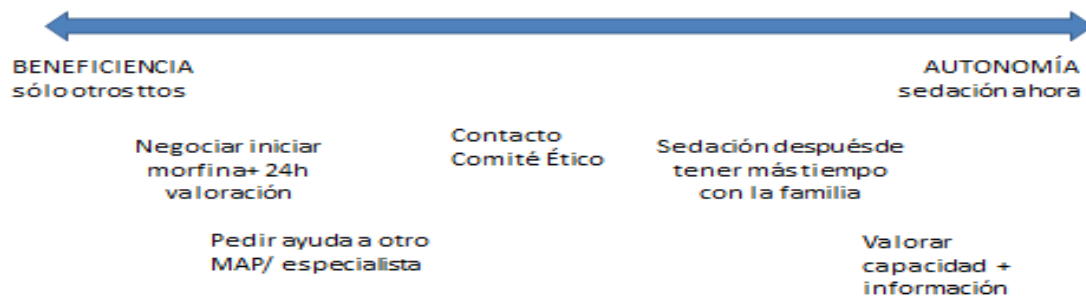 BENEFICIENCIA
sólo otros ttos
AUTONOMÍA
sedación ahora
Negociar iniciar
morfina+ 24h
valoración
Contacto
Comité Ético
Sedación después de
tener más tiempo
con la familia
Pedir ayuda a otro
MAP/ especialista
Valorar
capacidad +
información